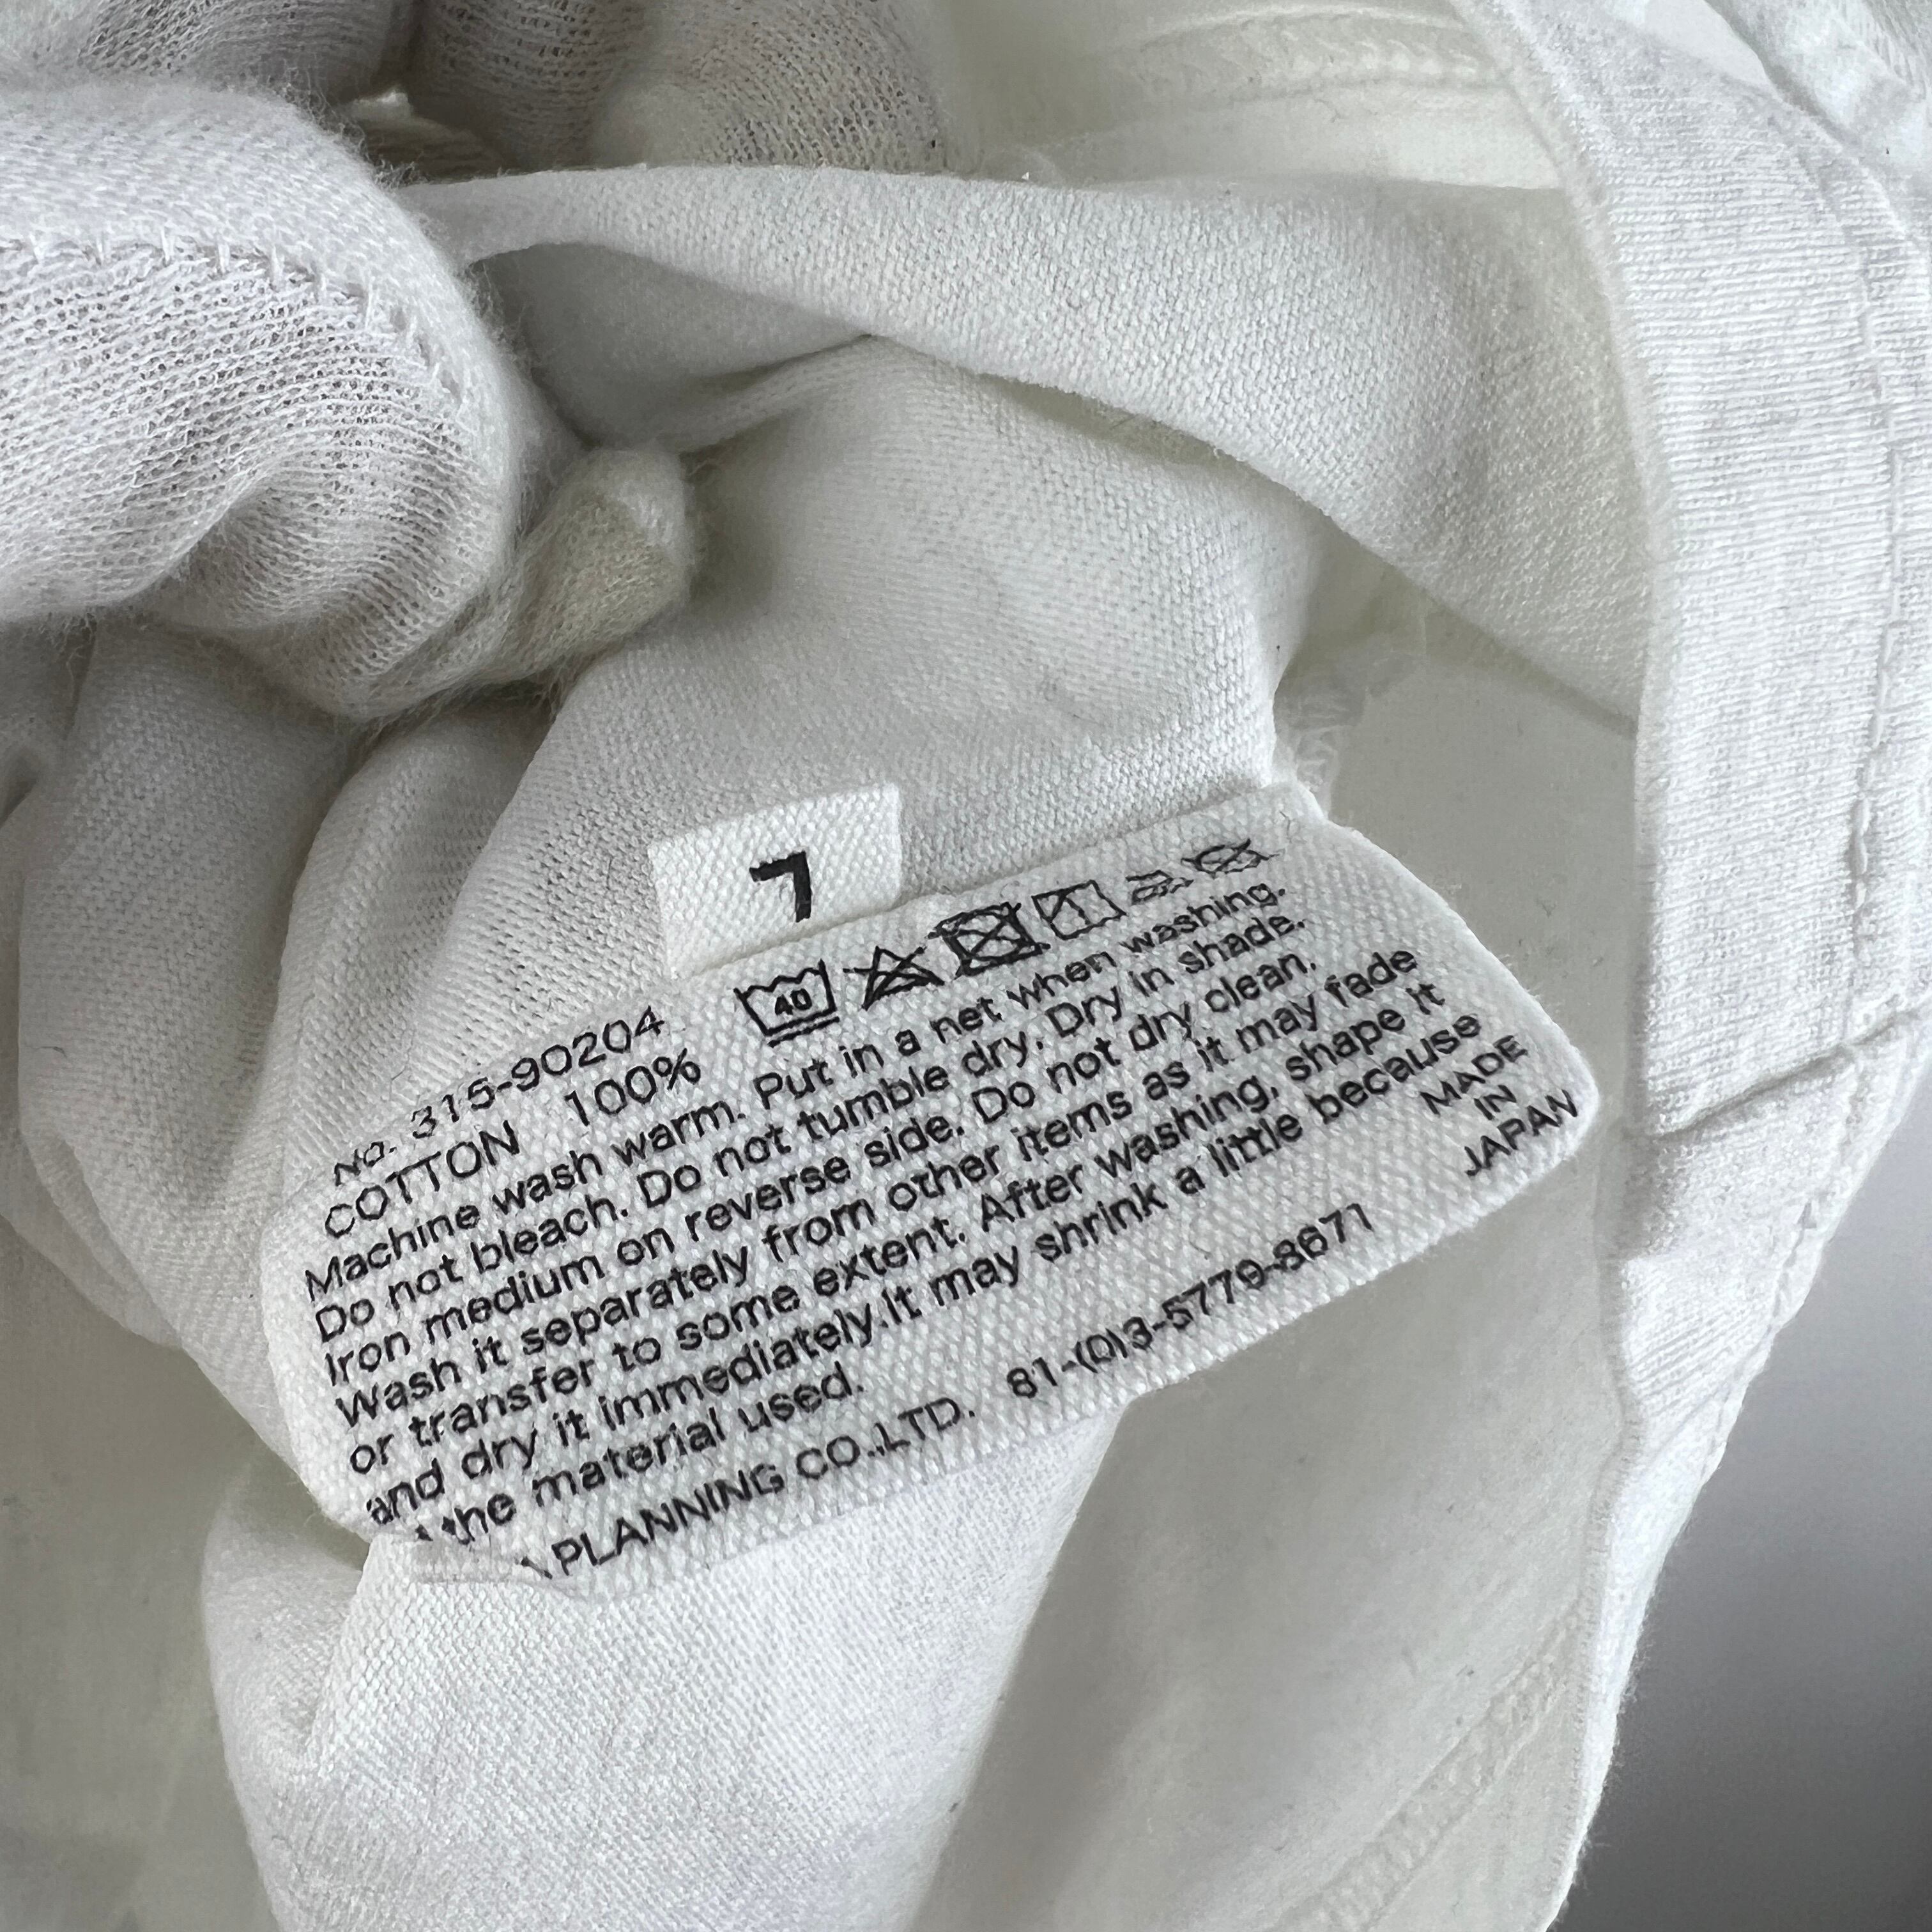 7
40
No. 315-90204
COTTON 100%
Machine wash warm. Put in a net when washing.
Do not bleach. Do not tumble dry. Dry in shade.
Iron medium on reverse side. Do not dry clean.
Wash it separately from other items as it may fade
or transfer to some extent. After washing, shape it
and dry it immediately.It may shrink a little because
the material used.
PLANNING CO.,LTD. 81-(0)3-5779-8671
MADE
IN
JAPAN